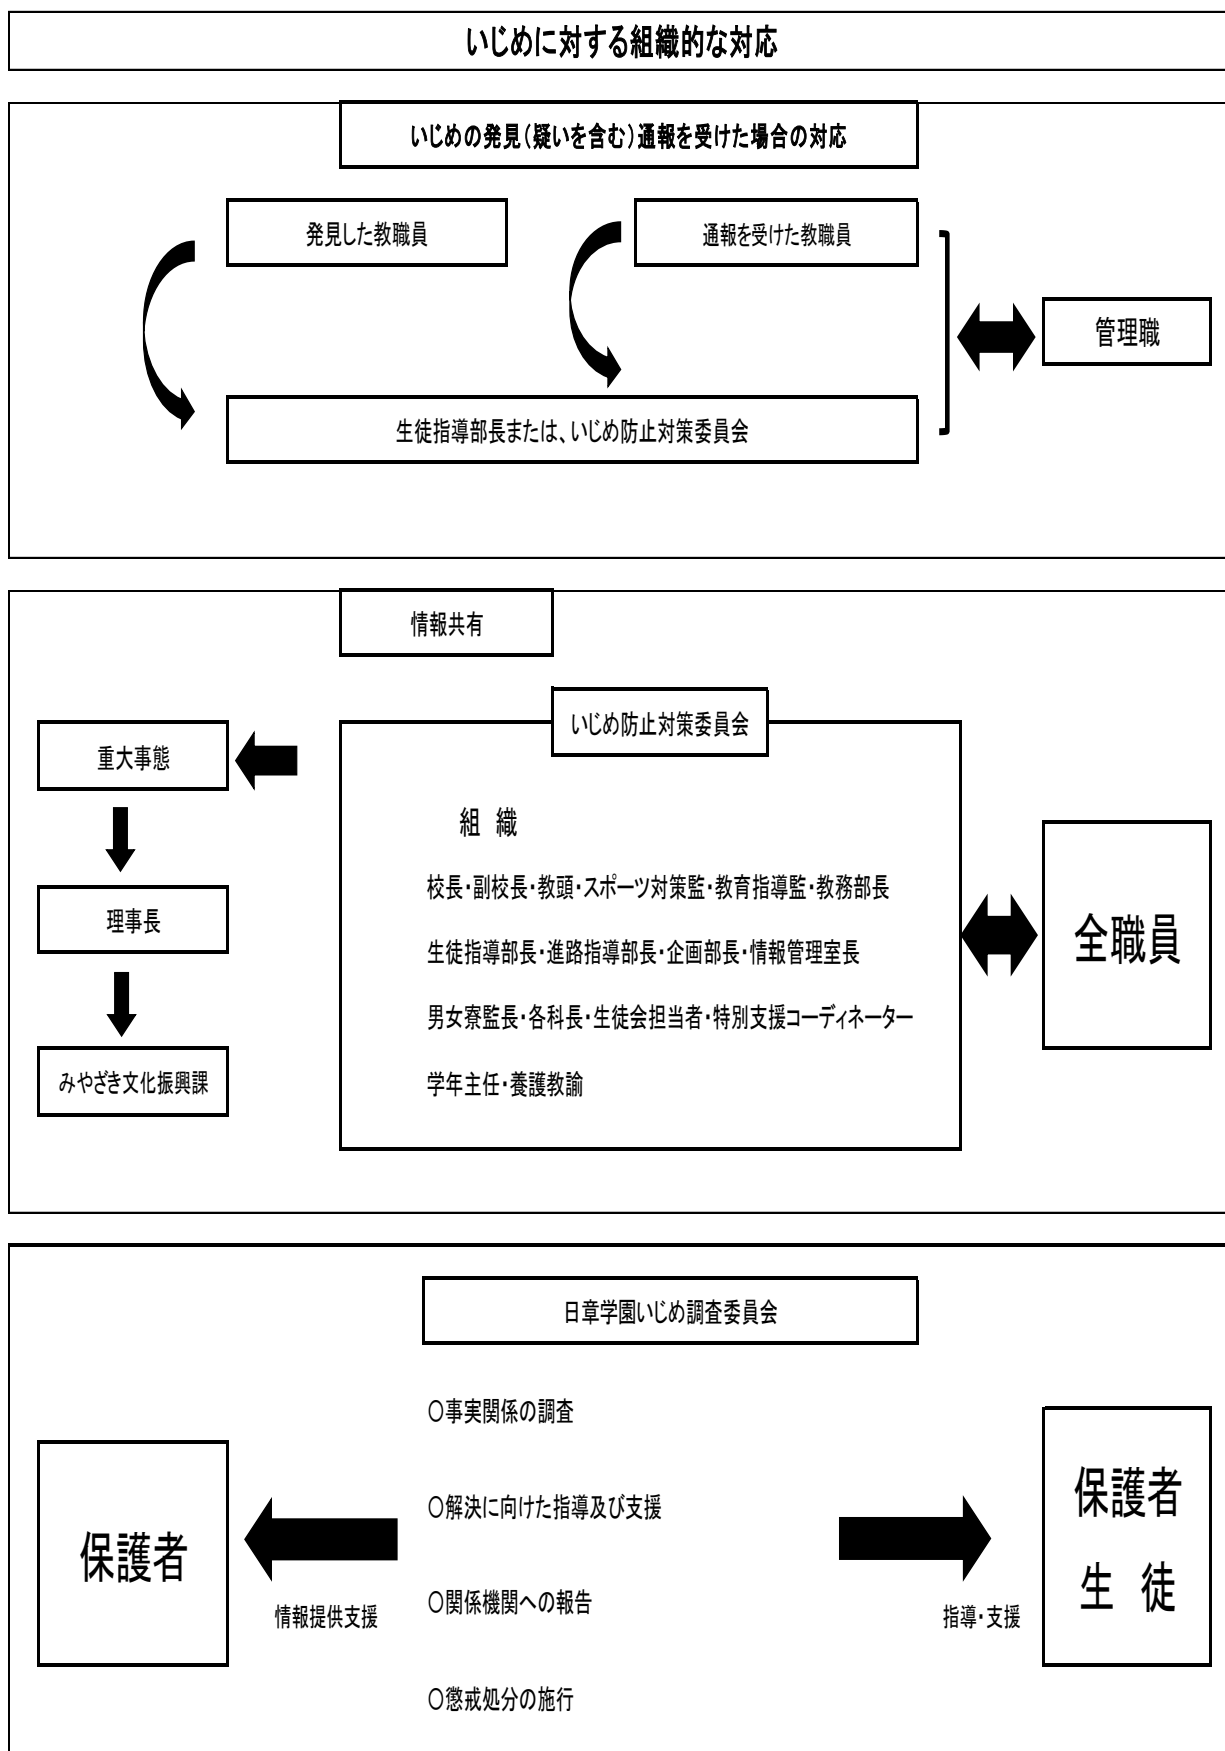 いじめに対する組織的な対応
いじめの発見（疑いを含む）通報を受けた場合の対応
発見した教職員
通報を受けた教職員
管理職
生徒指導部長または、いじめ防止対策委員会
情報共有
いじめ防止対策委員会
重大事態
組 織
校長・副校長・教頭・スポーツ対策監・教育指導監・教務部長
理事長
生徒指導部長・進路指導部長・企画部長・情報管理室長
全職員
男女寮監長・各科長・生徒会担当者・特別支援コーディネーター
みやざき文化振興課
学年主任・養護教諭
日章学園いじめ調査委員会
○事実関係の調査
○解決に向けた指導及び支援
保護者
保護者
生 徒
○関係機関への報告
情報提供支援
指導・支援
○懲戒処分の施行